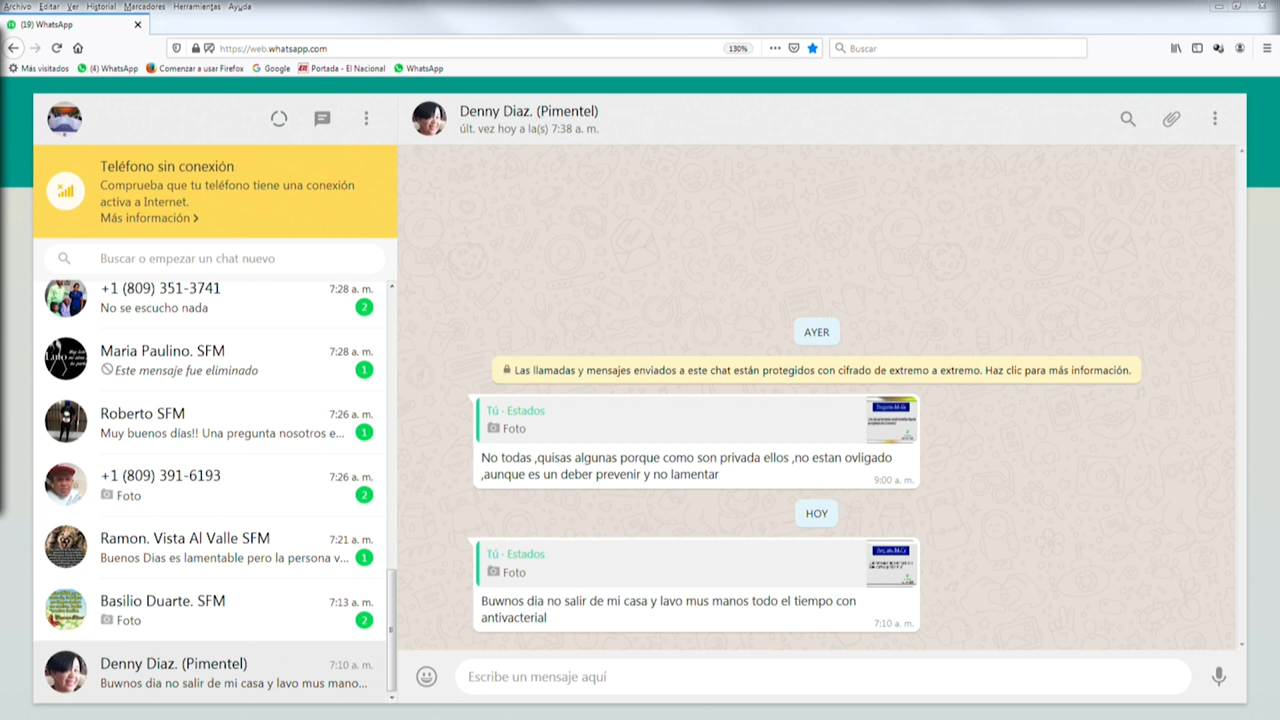 Archivo Editar Ver Historial Marcadores Herramientas Ayuda
(19) WhatsApp
https://web.whatsapp.com
130%
Buscar
Más visitados (4) WhatsApp Comenzar a usar Firefox Google Portada - El Nacional WhatsApp
Teléfono sin conexión
Comprueba que tu teléfono tiene una conexión
activa a Internet.
Más información
Buscar o empezar un chat nuevo
+1 (809) 351-3741 7:28 a. m.
No se escucho nada 2
Maria Paulino. SFM 7:28 a. m.
Este mensaje fue eliminado 1
Roberto SFM 7:26 a. m.
Muy buenos días!! Una pregunta nosotros e... 1
+1 (809) 391-6193 7:26 a. m.
Foto 2
Ramon. Vista Al Valle SFM 7:21 a. m.
Buenos Dias es lamentable pero la persona v... 1
Basilio Duarte. SFM 7:13 a. m.
Foto 2
Denny Diaz. (Pimentel) 7:10 a. m.
Buwnos dia no salir de mi casa y lavo mus mano...
Denny Diaz. (Pimentel)
últ. vez hoy a la(s) 7:38 a. m.
AYER
Las llamadas y mensajes enviados a este chat están protegidos con cifrado de extremo a extremo. Haz clic para más información.
Tú · Estados
Foto
No todas ,quisas algunas porque como son privada ellos ,no estan ovligado
,aunque es un deber prevenir y no lamentar
9:00 a. m.
HOY
Tú · Estados
Foto
Buwnos dia no salir de mi casa y lavo mus manos todo el tiempo con
antivacterial
7:10 a. m.
Escribe un mensaje aquí